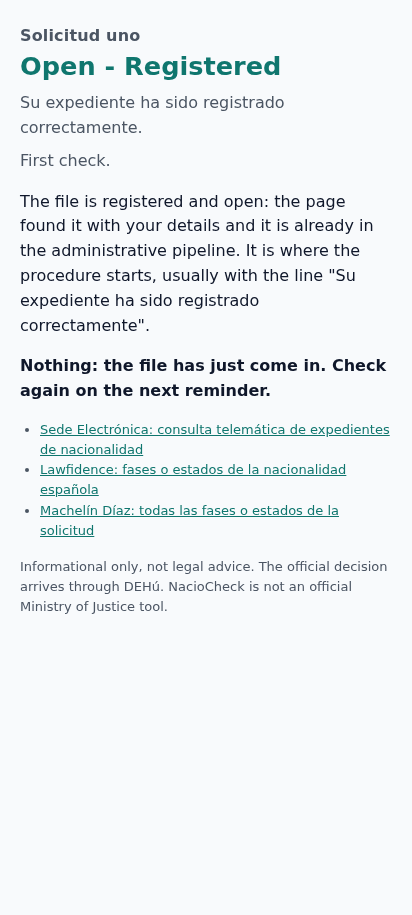 Solicitud uno
Open - Registered
Su expediente ha sido registrado
correctamente.
First check.
The file is registered and open: the page
found it with your details and it is already in
the administrative pipeline. It is where the
procedure starts, usually with the line "Su
expediente ha sido registrado
correctamente".
Nothing: the file has just come in. Check
again on the next reminder.
• Sede Electrónica: consulta telemática de expedientes
de nacionalidad
• Lawfidence: fases o estados de la nacionalidad
española
• Machelín Díaz: todas las fases o estados de la
solicitud
Informational only, not legal advice. The official decision
arrives through DEHú. NacioCheck is not an official
Ministry of Justice tool.